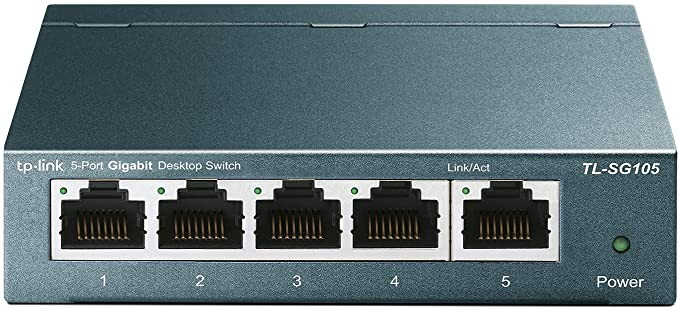 tp-link 5-Port Gigabit Desktop Switch Link/Act TL-SG105
1 2 3 4 5 Power